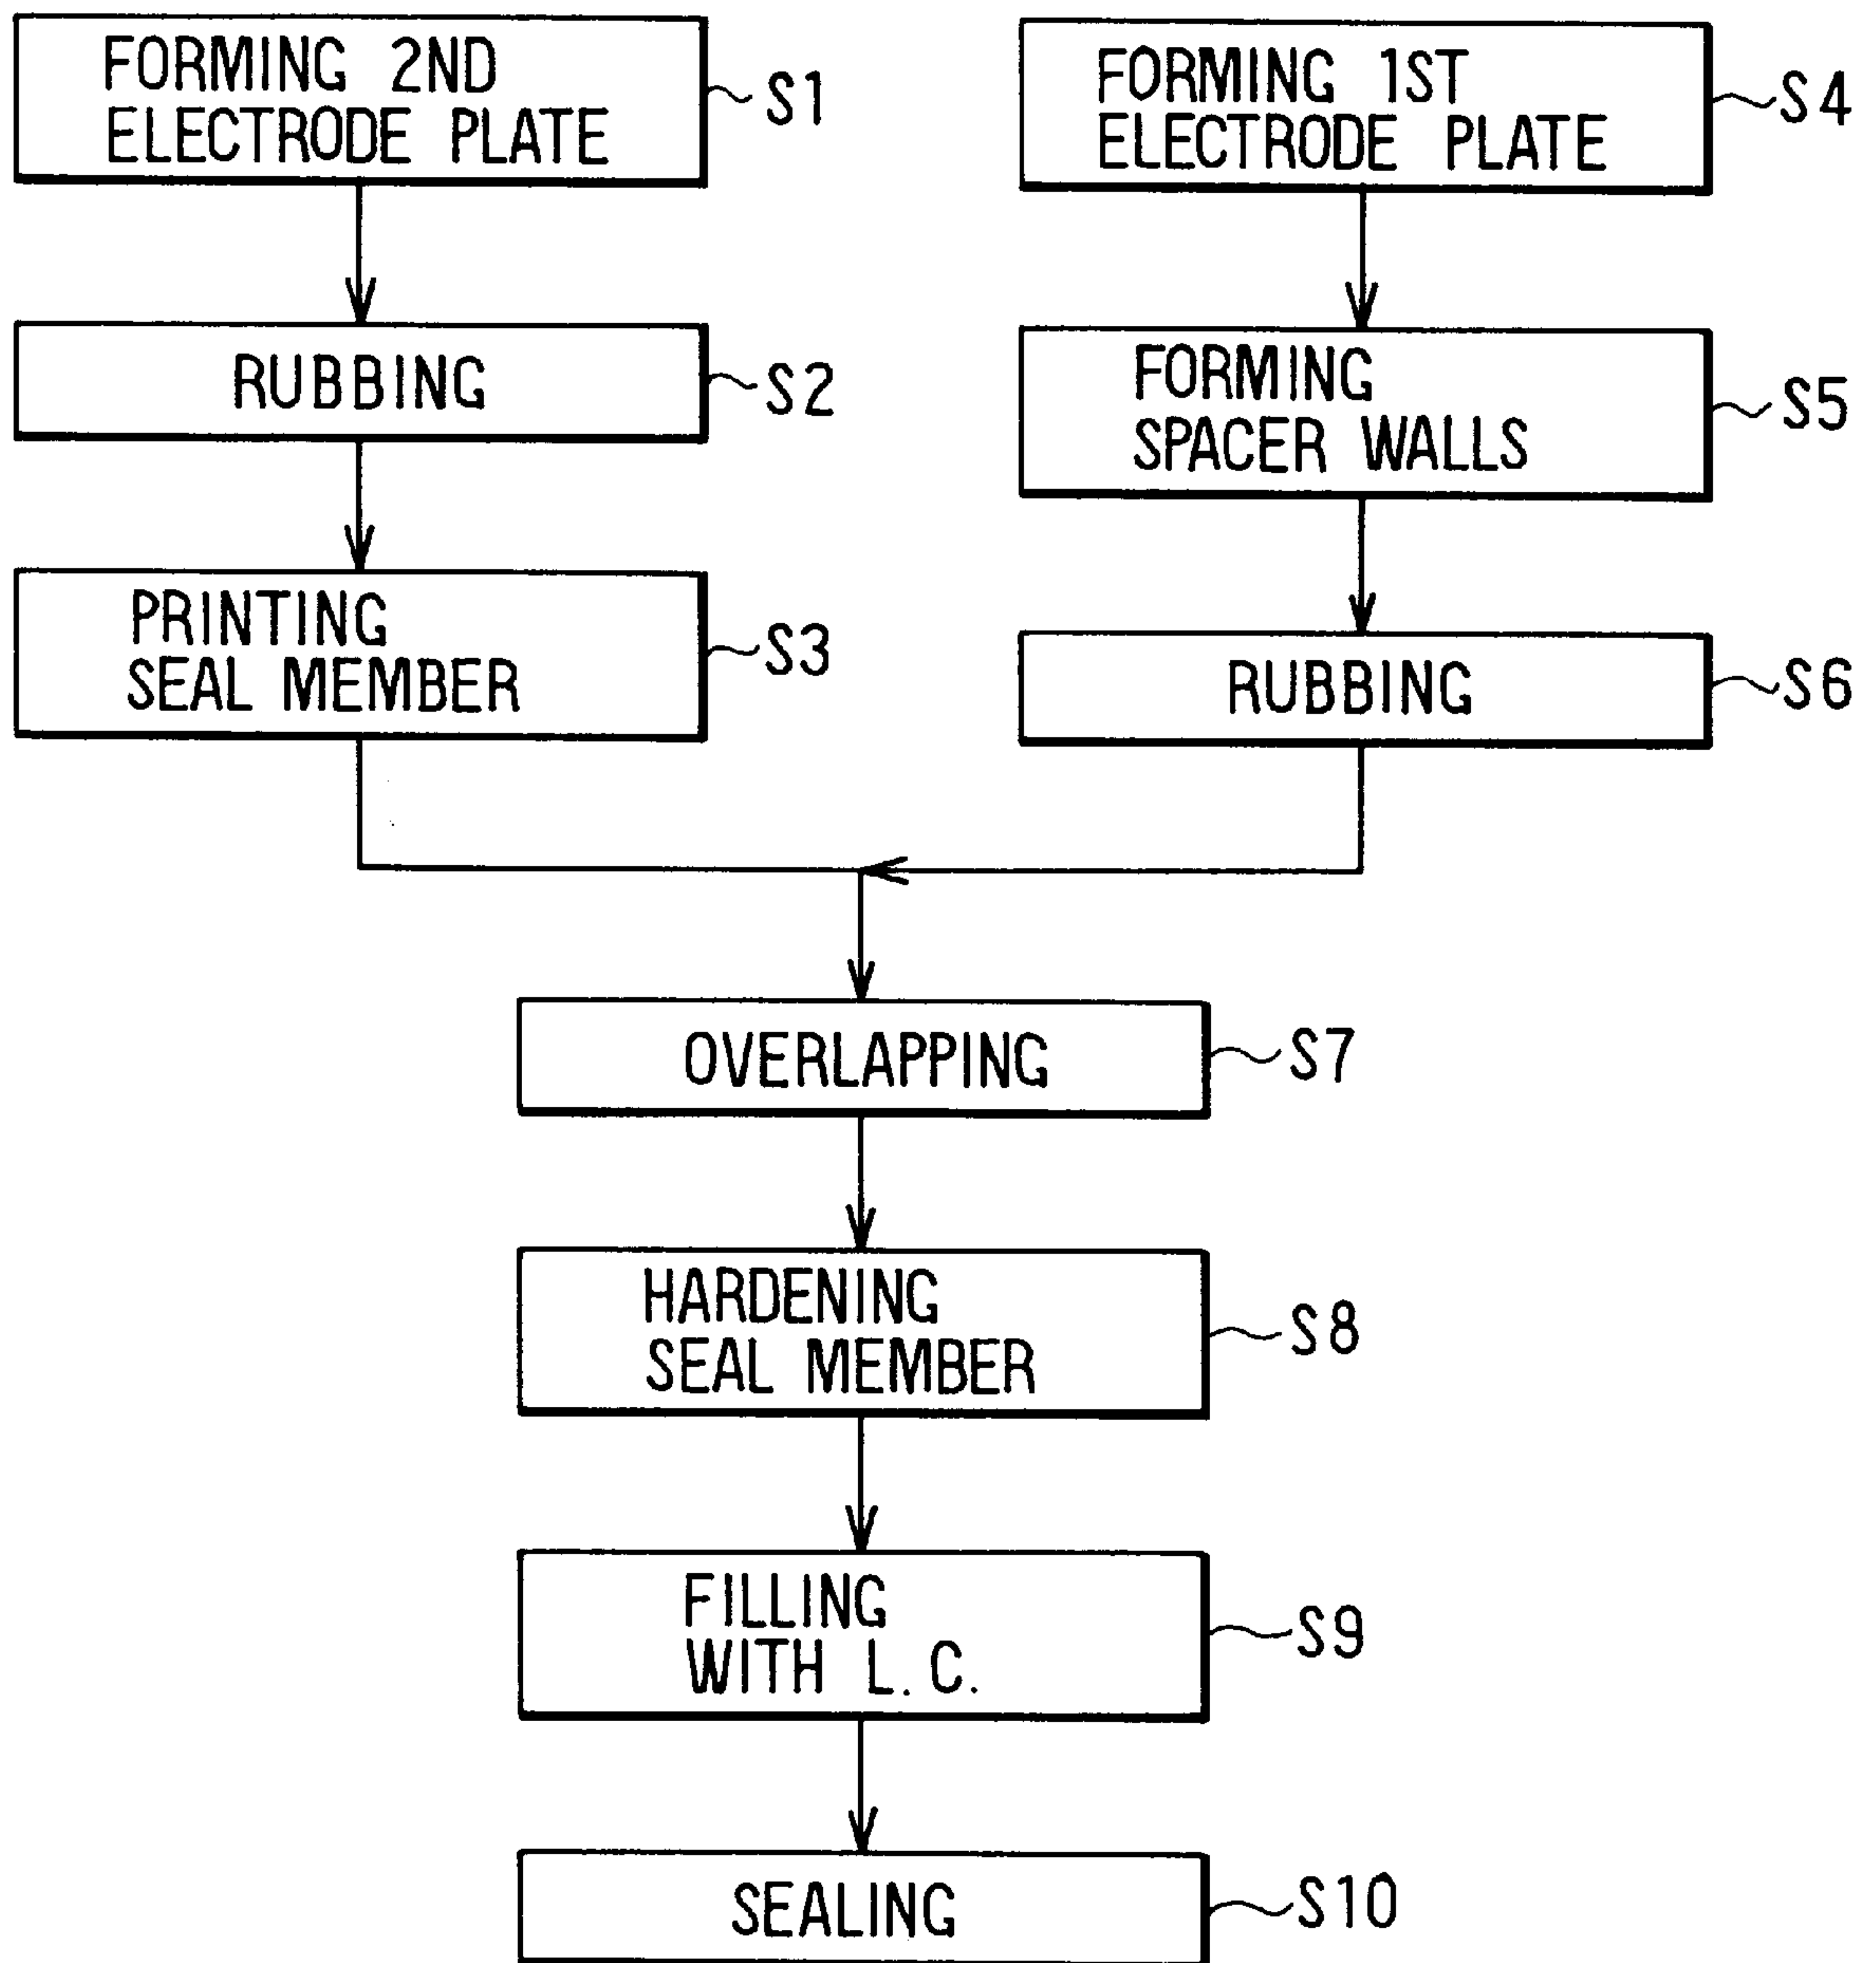 FORMING 2ND
ELECTRODE PLATE
S1
RUBBING
S2
PRINTING
SEAL MEMBER
S3
FORMING 1ST
ELECTRODE PLATE
S4
FORMING
SPACER WALLS
S5
RUBBING
S6
OVERLAPPING
S7
HARDENING
SEAL MEMBER
S8
FILLING
WITH L.C.
S9
SEALING
S10